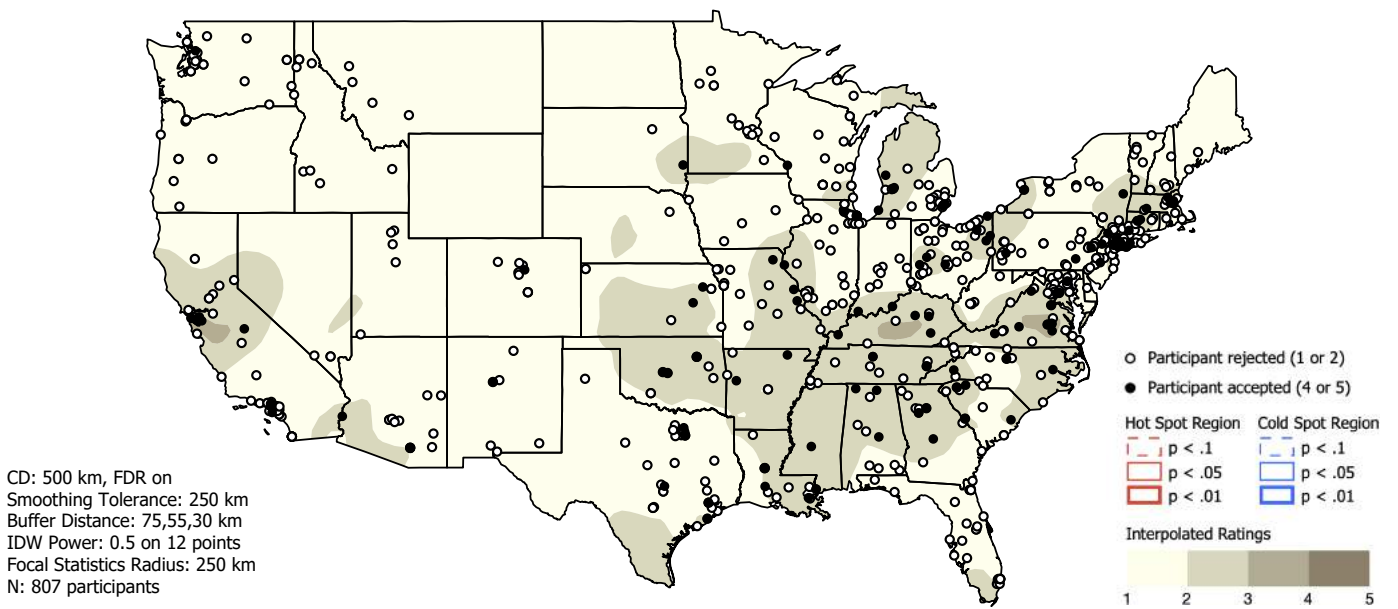 CD: 500 km, FDR on
Smoothing Tolerance: 250 km
Buffer Distance: 75,55,30 km
IDW Power: 0.5 on 12 points
Focal Statistics Radius: 250 km
N: 807 participants
Participant rejected (1 or 2)
Participant accepted (4 or 5)
Hot Spot Region Cold Spot Region
p < .1 p < .1
p < .05 p < .05
p < .01 p < .01
Interpolated Ratings
1 2 3 4 5